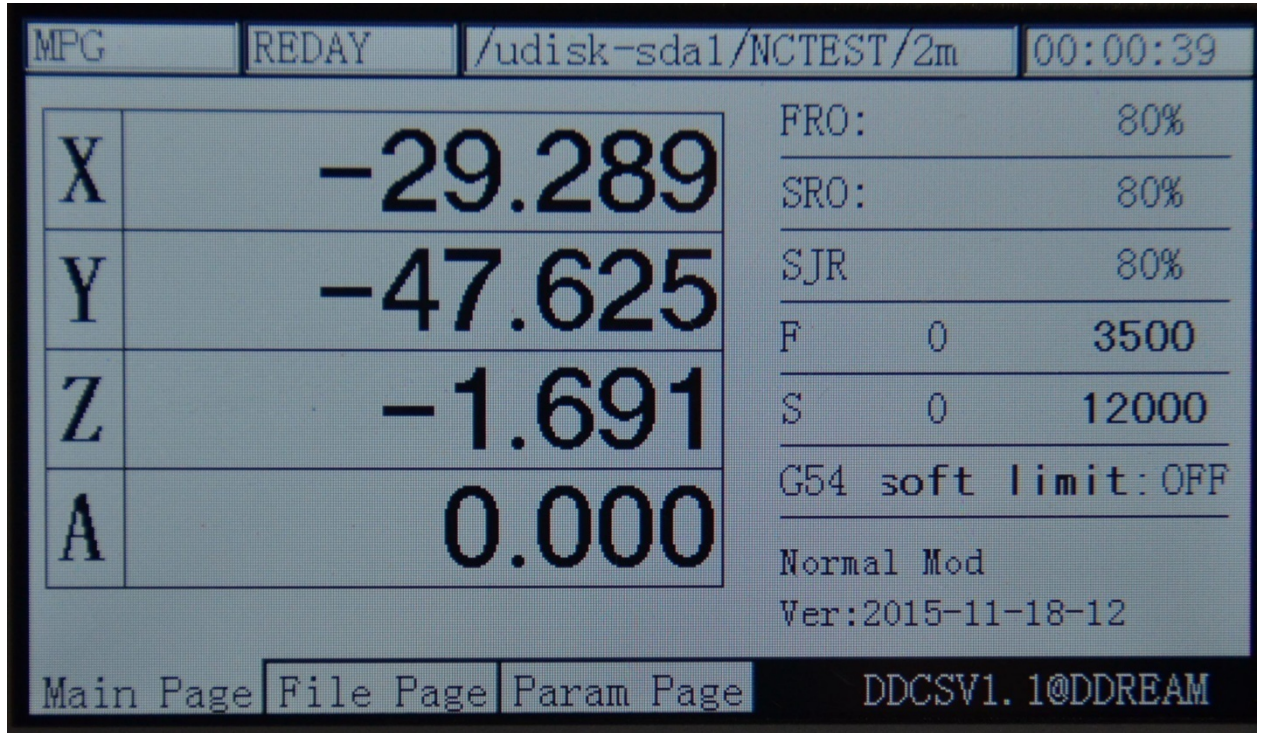 MPG REDAY /udisk-sda1/NCTEST/2m 00:00:39
X -29.289
Y -47.625
Z -1.691
A 0.000
FRO: 80%
SRO: 80%
SJR 80%
F 0 3500
S 0 12000
G54 soft limit:OFF
Normal Mod
Ver:2015-11-18-12
Main Page File Page Param Page DDCSV1.1@DDREAM